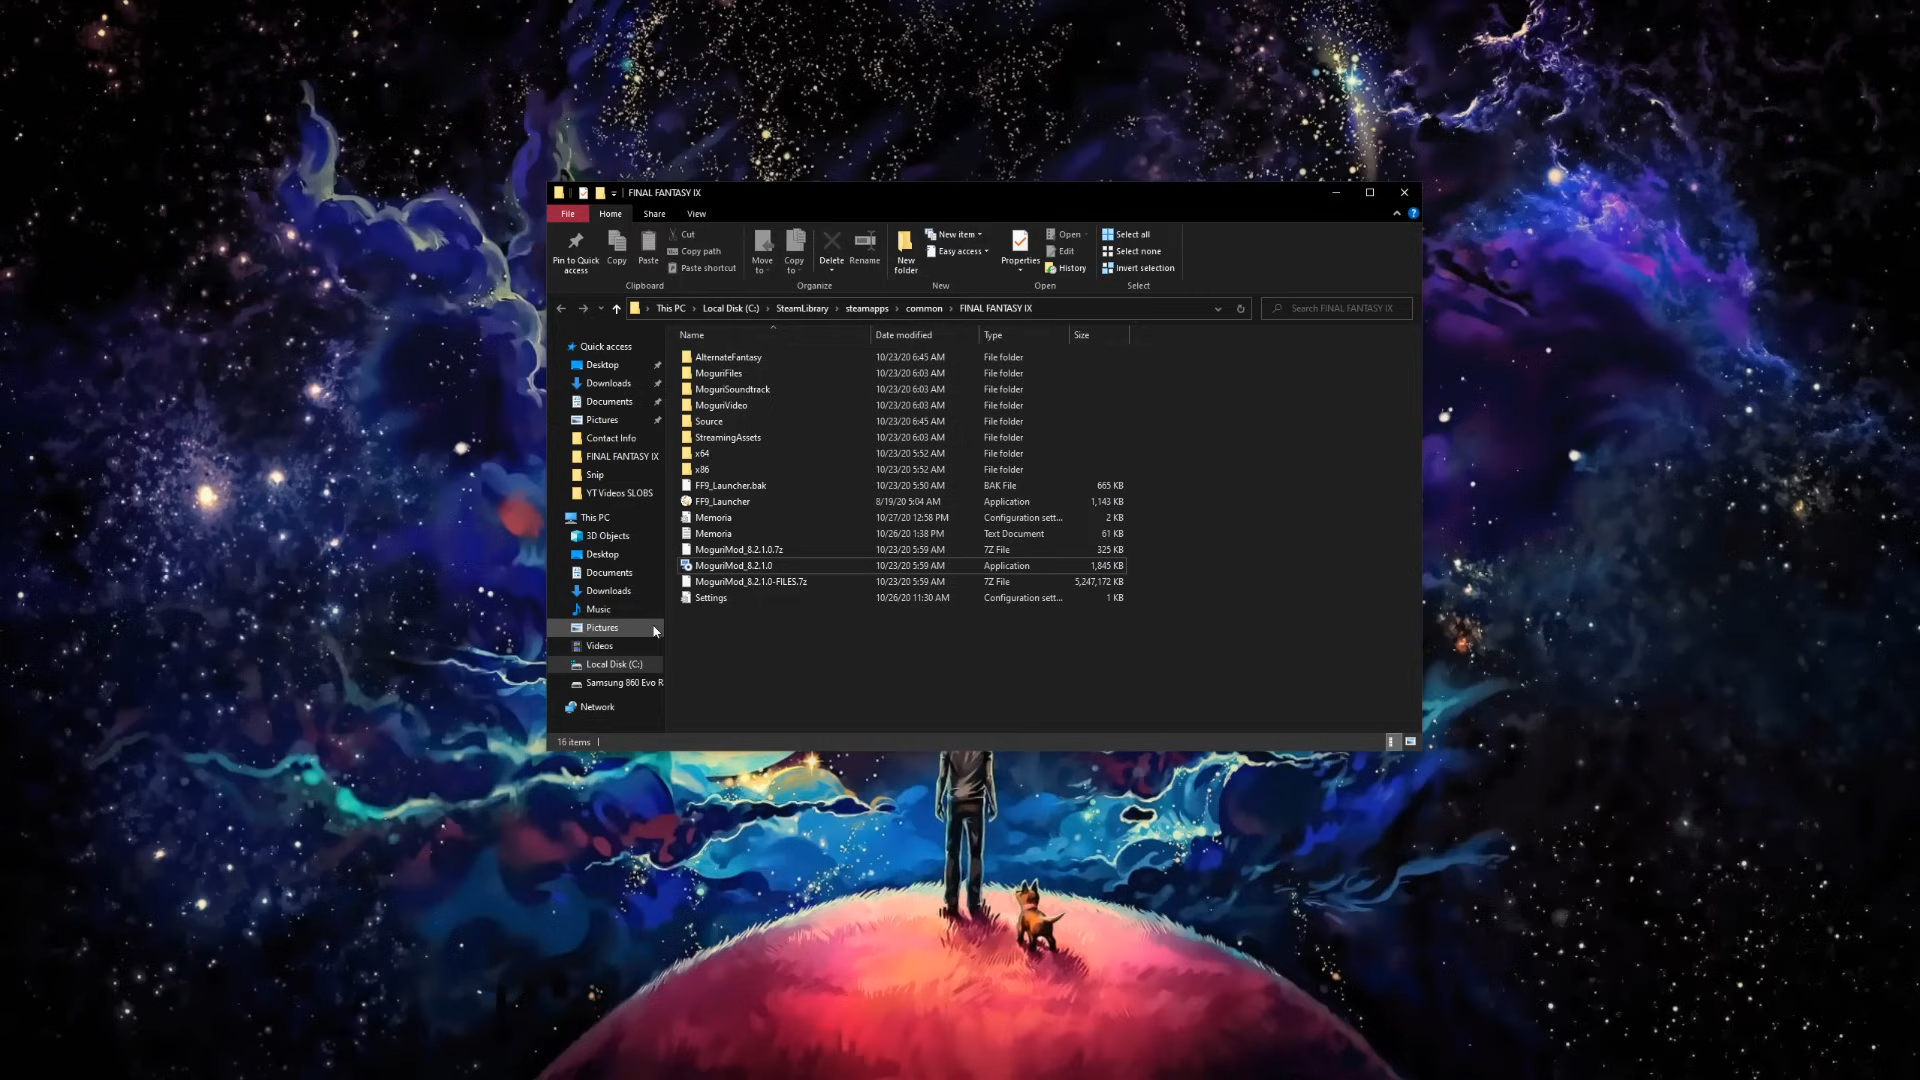 FINAL FANTASY IX
File Home Share View
Pin to Quick access
Copy
Paste
Cut
Copy path
Paste shortcut
Clipboard
Move to
Copy to
Delete
Rename
Organize
New folder
New item
Easy access
New
Properties
Open
Edit
History
Open
Select all
Select none
Invert selection
Select
This PC > Local Disk (C:) > SteamLibrary > steamapps > common > FINAL FANTASY IX
Search FINAL FANTASY IX
Quick access
Desktop
Downloads
Documents
Pictures
Contact Info
FINAL FANTASY IX
Snip
YT Videos SLOBS
This PC
3D Objects
Desktop
Documents
Downloads
Music
Pictures
Videos
Local Disk (C:)
Samsung 860 Evo R
Network
Name Date modified Type Size
AlternateFantasy 10/23/20 6:45 AM File folder
MoguriFiles 10/23/20 6:03 AM File folder
MoguriSoundtrack 10/23/20 6:03 AM File folder
MoguriVideo 10/23/20 6:03 AM File folder
Source 10/23/20 6:45 AM File folder
StreamingAssets 10/23/20 6:03 AM File folder
x64 10/23/20 5:52 AM File folder
x86 10/23/20 5:52 AM File folder
FF9_Launcher.bak 10/23/20 5:50 AM BAK File 665 KB
FF9_Launcher 8/19/20 5:04 AM Application 1,143 KB
Memoria 10/27/20 12:58 PM Configuration sett... 2 KB
Memoria 10/26/20 1:38 PM Text Document 61 KB
MoguriMod_8.2.1.0.7z 10/23/20 5:59 AM 7Z File 325 KB
MoguriMod_8.2.1.0 10/23/20 5:59 AM Application 1,845 KB
MoguriMod_8.2.1.0-FILES.7z 10/23/20 5:59 AM 7Z File 5,247,172 KB
Settings 10/26/20 11:30 AM Configuration sett... 1 KB
16 items